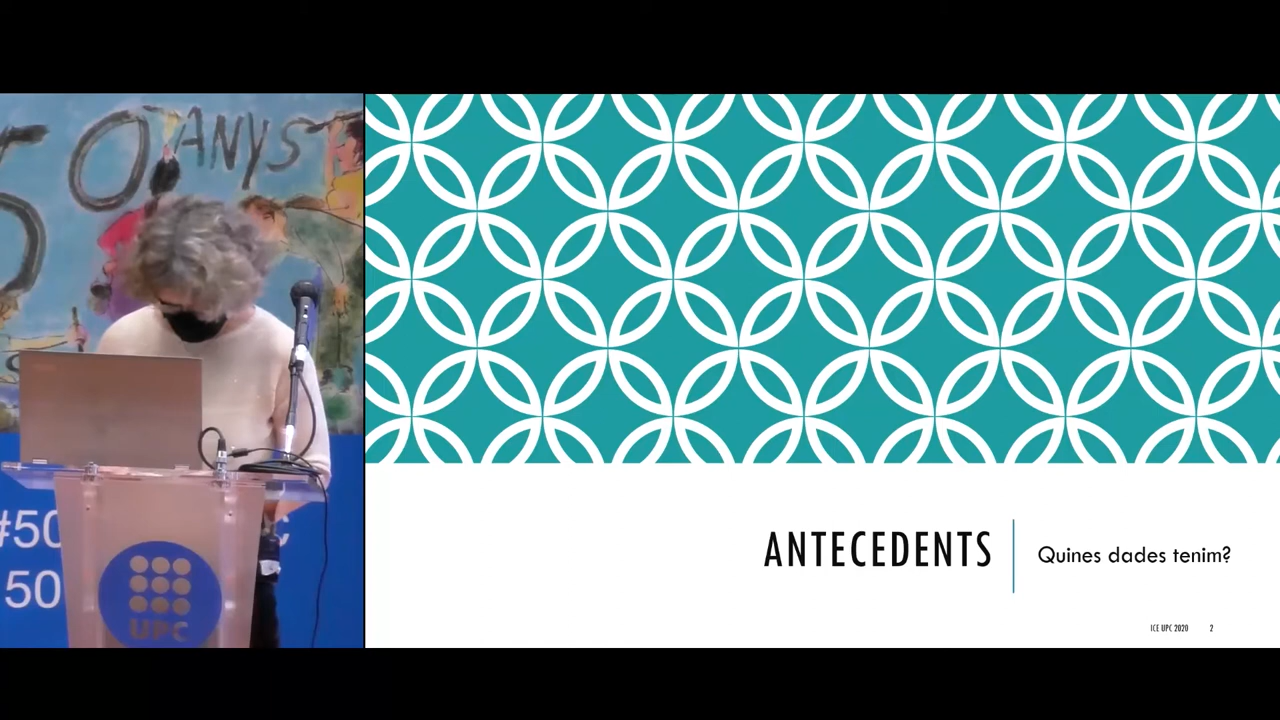 50 ANYS
#50
50
UPC
ANTECEDENTS
Quines dades tenim?
ICE UPC 2020 2